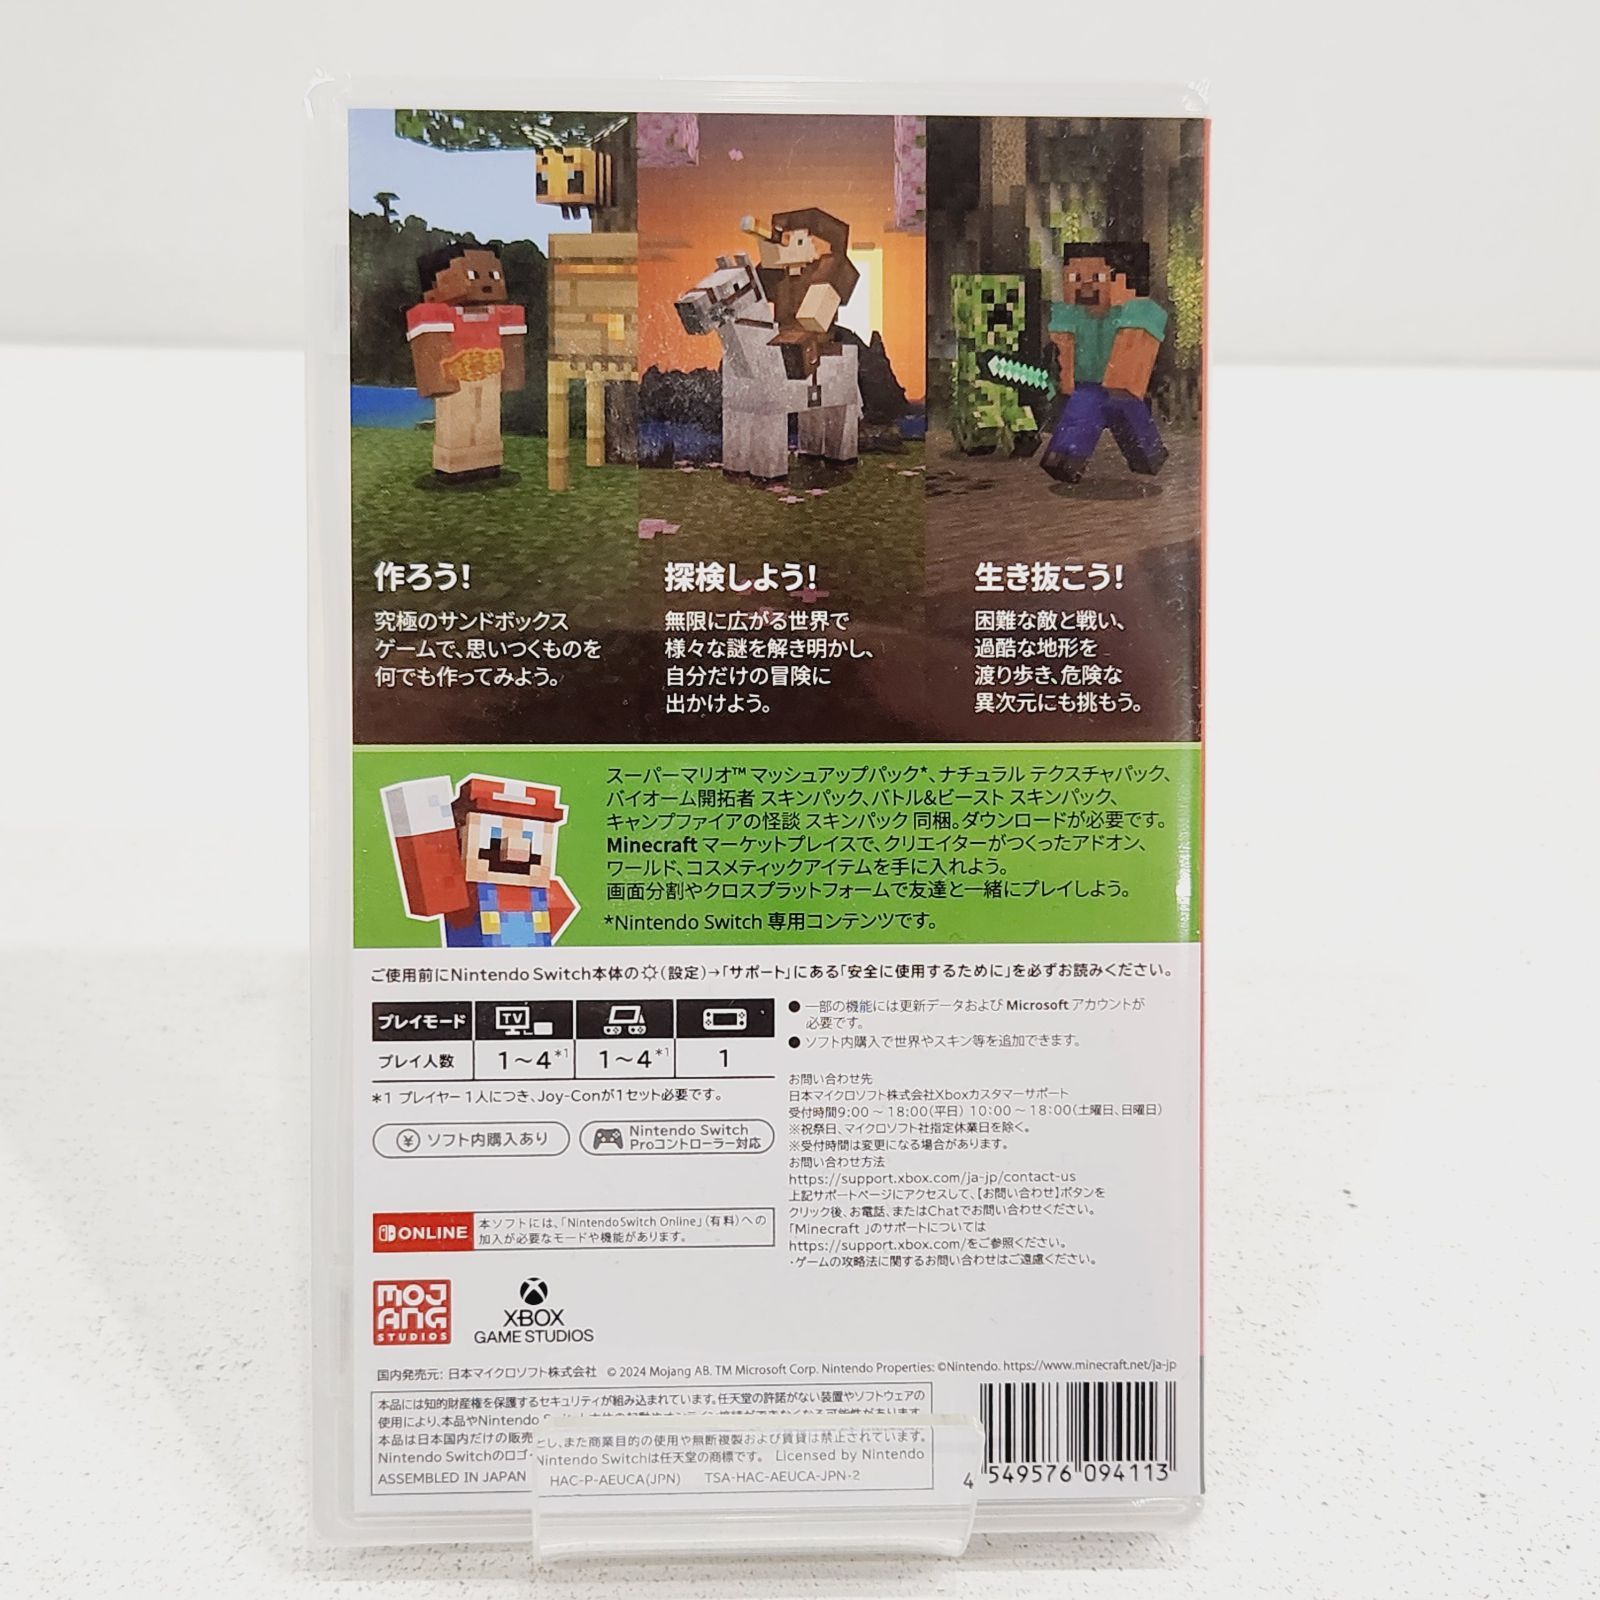 作ろう！
究極のサンドボックス
ゲームで、思いつくものを
何でも作ってみよう。
探検しよう！
無限に広がる世界で
様々な謎を解き明かし、
自分だけの冒険に
出かけよう。
生き抜こう！
困難な敵と戦い、
過酷な地形を
渡り歩き、危険な
異次元にも挑もう。
スーパーマリオ™ マッシュアップパック*、ナチュラル テクスチャパック、
バイオーム開拓者 スキンパック、バトル&ビースト スキンパック、
キャンプファイアの怪談 スキンパック 同梱。ダウンロードが必要です。
Minecraft マーケットプレイスで、クリエイターがつくったアドオン、
ワールド、コスメティックアイテムを手に入れよう。
画面分割やクロスプラットフォームで友達と一緒にプレイしよう。
*Nintendo Switch 専用コンテンツです。
ご使用前にNintendo Switch本体の(設定)→「サポート」にある「安全に使用するために」を必ずお読みください。
プレイモード TV
プレイ人数 1～4*1 1～4*1 1
*1 プレイヤー1人につき、Joy-Conが1セット必要です。
¥ ソフト内購入あり
Nintendo Switch
Proコントローラー対応
ONLINE
本ソフトには、「Nintendo Switch Online」(有料)への
加入が必要なモードや機能があります。
● 一部の機能には更新データおよび Microsoft アカウントが
必要です。
● ソフト内購入で世界やスキン等を追加できます。
お問い合わせ先
日本マイクロソフト株式会社Xboxカスタマーサポート
受付時間9:00 ～ 18:00(平日) 10:00 ～ 18:00(土曜日、日曜日)
※祝祭日、マイクロソフト社指定休業日を除く。
※受付時間は変更になる場合があります。
お問い合わせ方法
https://support.xbox.com/ja-jp/contact-us
上記サポートページにアクセスして、【お問い合わせ】ボタンを
クリック後、お電話、またはChatでお問い合わせください。
「Minecraft 」のサポートについては
https://support.xbox.com/をご参照ください。
・ゲームの攻略法に関するお問い合わせはご遠慮ください。
MOJANG
STUDIOS
XBOX
GAME STUDIOS
国内発売元: 日本マイクロソフト株式会社 © 2024 Mojang AB. TM Microsoft Corp. Nintendo Properties: ©Nintendo. https://www.minecraft.net/ja-jp
本品には知的財産権を保護するセキュリティが組み込まれています。任天堂の許諾がない装置やソフトウェアの
使用により、本品やNintendo
本品は日本国内だけの販売とし、また商業目的の使用や無断複製および賃貸は禁止されています。
Nintendo Switchのロゴ・Nintendo Switchは任天堂の商標です。 Licensed by Nintendo
ASSEMBLED IN JAPAN HAC-P-AEUCA(JPN) TSA-HAC-AEUCA-JPN-2
4 549576 094113